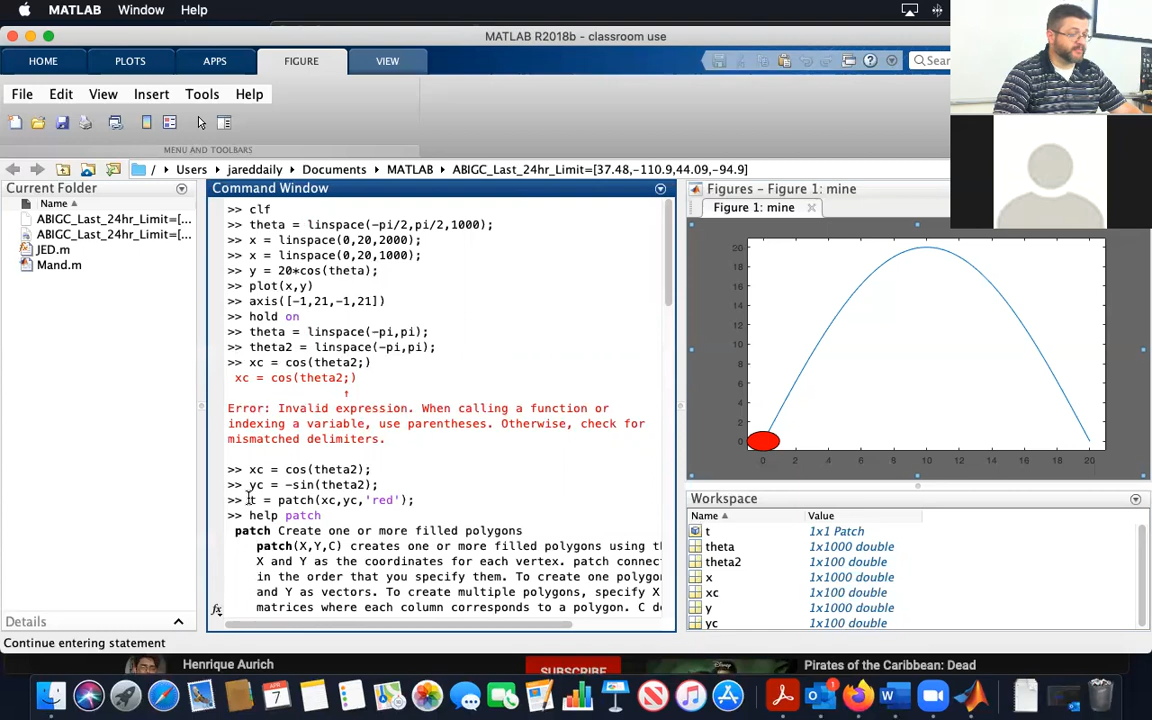 MATLAB Window Help
MATLAB R2018b - classroom use
HOME PLOTS APPS FIGURE VIEW
Sear
File Edit View Insert Tools Help
MENU AND TOOLBARS
/ Users jareddaily Documents MATLAB ABIGC_Last_24hr_Limit=[37.48,-110.9,44.09,-94.9]
Current Folder
Name
ABIGC_Last_24hr_Limit=[...
ABIGC_Last_24hr_Limit=[...
JED.m
Mand.m
Details
Command Window
>> clf
>> theta = linspace(-pi/2,pi/2,1000);
>> x = linspace(0,20,2000);
>> x = linspace(0,20,1000);
>> y = 20*cos(theta);
>> plot(x,y)
>> axis([-1,21,-1,21])
>> hold on
>> theta = linspace(-pi,pi);
>> theta2 = linspace(-pi,pi);
>> xc = cos(theta2;)
xc = cos(theta2;)
↑
Error: Invalid expression. When calling a function or
indexing a variable, use parentheses. Otherwise, check for
mismatched delimiters.
>> xc = cos(theta2);
>> yc = -sin(theta2);
>> t = patch(xc,yc,'red');
>> help patch
patch Create one or more filled polygons
patch(X,Y,C) creates one or more filled polygons using th
X and Y as the coordinates for each vertex. patch connect
in the order that you specify them. To create one polygon
and Y as vectors. To create multiple polygons, specify X
matrices where each column corresponds to a polygon. C de
fx
Figures - Figure 1: mine
Figure 1: mine
20
18
16
14
12
10
8
6
4
2
0
0 2 4 6 8 10 12 14 16 18 20
Workspace
Name Value
t 1x1 Patch
theta 1x1000 double
theta2 1x100 double
x 1x1000 double
xc 1x100 double
y 1x1000 double
yc 1x100 double
Continue entering statement
Henrique Aurich
SUBSCRIBE
Disney
Pirates of the Caribbean: Dead
APR
7
1